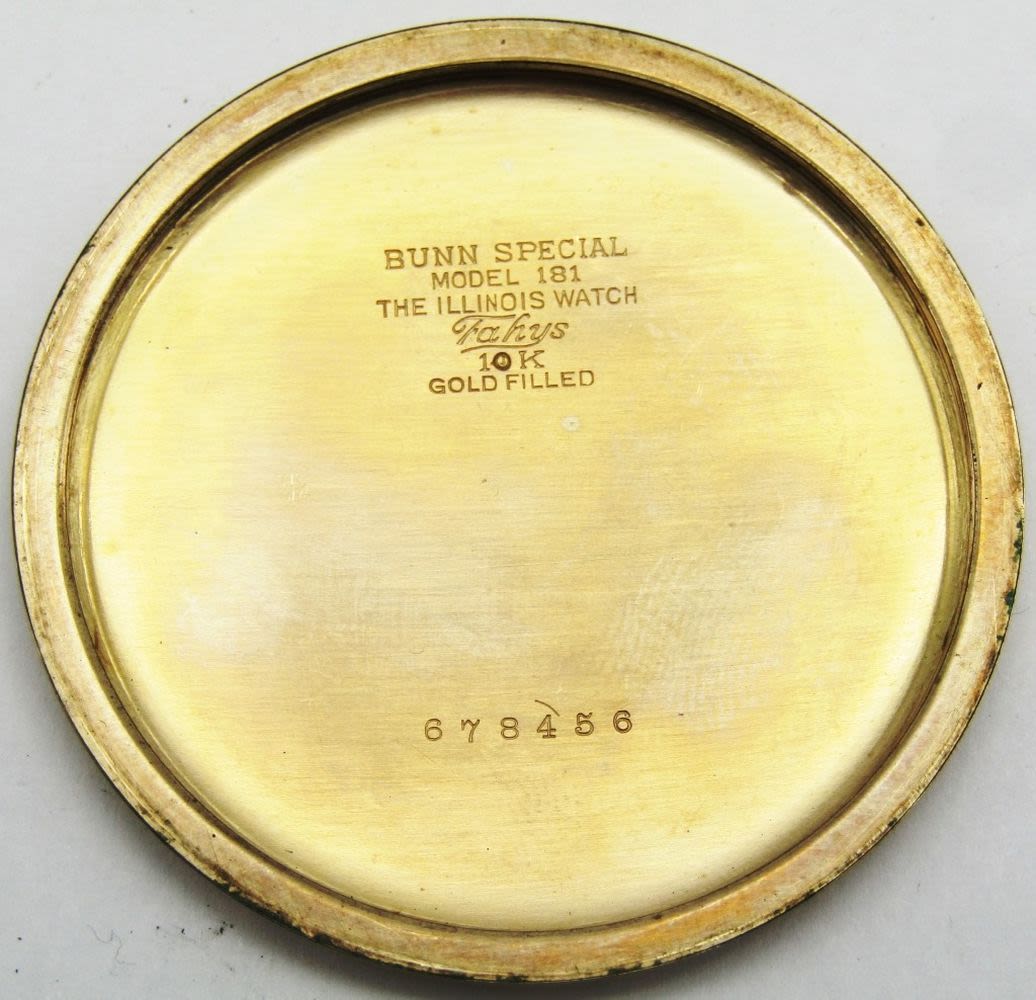 BUNN SPECIAL
MODEL 181
THE ILLINOIS WATCH
Fahys
10K
GOLD FILLED
678456